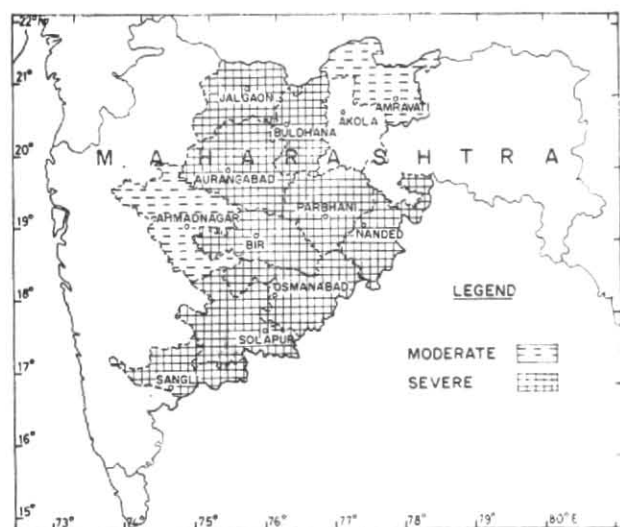 22°N
21°
20°
19°
18°
17°
16°
15°
73°
74°
75°
76°
77°
78°
79°
80°E
JALGAON
BULDHANA
AKOLA
AMRAVATI
MAHARASHTRA
AURANGABAD
PARBHANI
AHMADNAGAR
NANDED
BIR
OSMANABAD
SOLAPUR
SANGLI
LEGEND
MODERATE
SEVERE